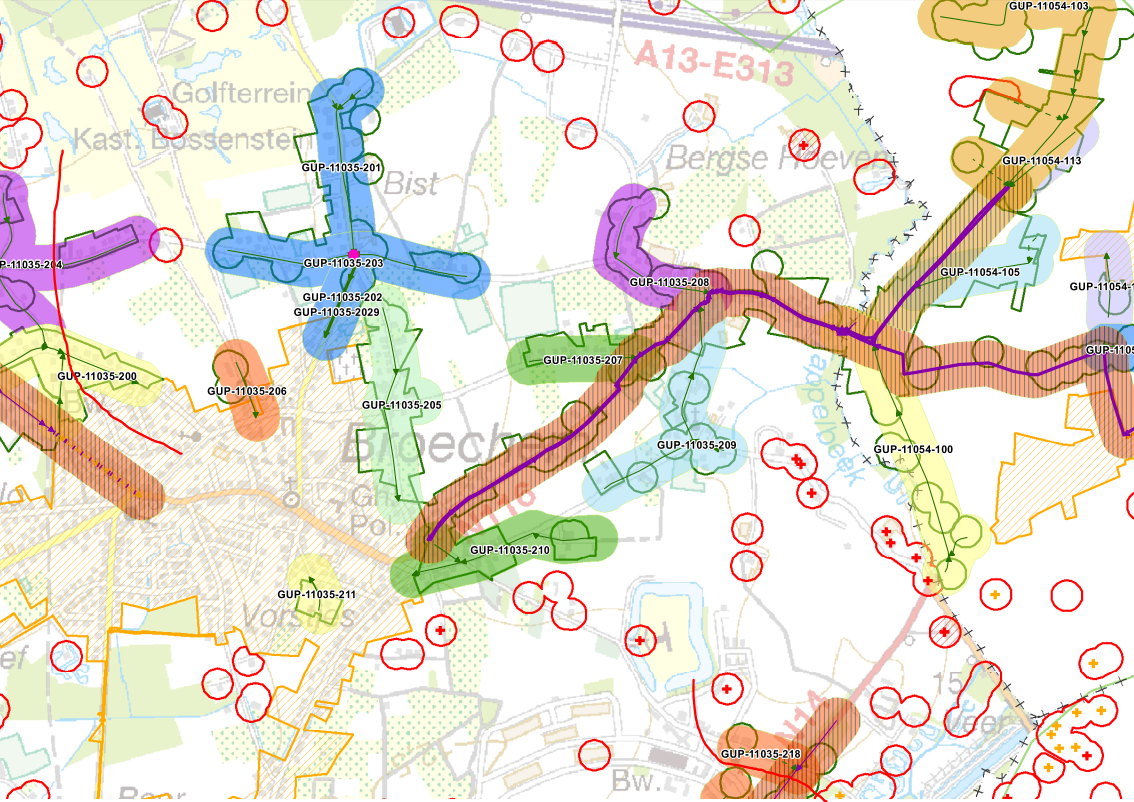 GUP-11054-103
A13-E313
Golfterrein
Kast. Bossenstein
GUP-11035-201
Bist
Bergse Hoeven
GUP-11054-113
GUP-11035-203
GUP-11054-105
GUP-11035-208
GUP-11035-202
GUP-11035-2029
GUP-11035-207
GUP-11035-200
GUP-11035-206
GUP-11035-205
GUP-11035-209
GUP-11054-100
GUP-11035-210
GUP-11035-211
15
GUP-11035-218
Bw.